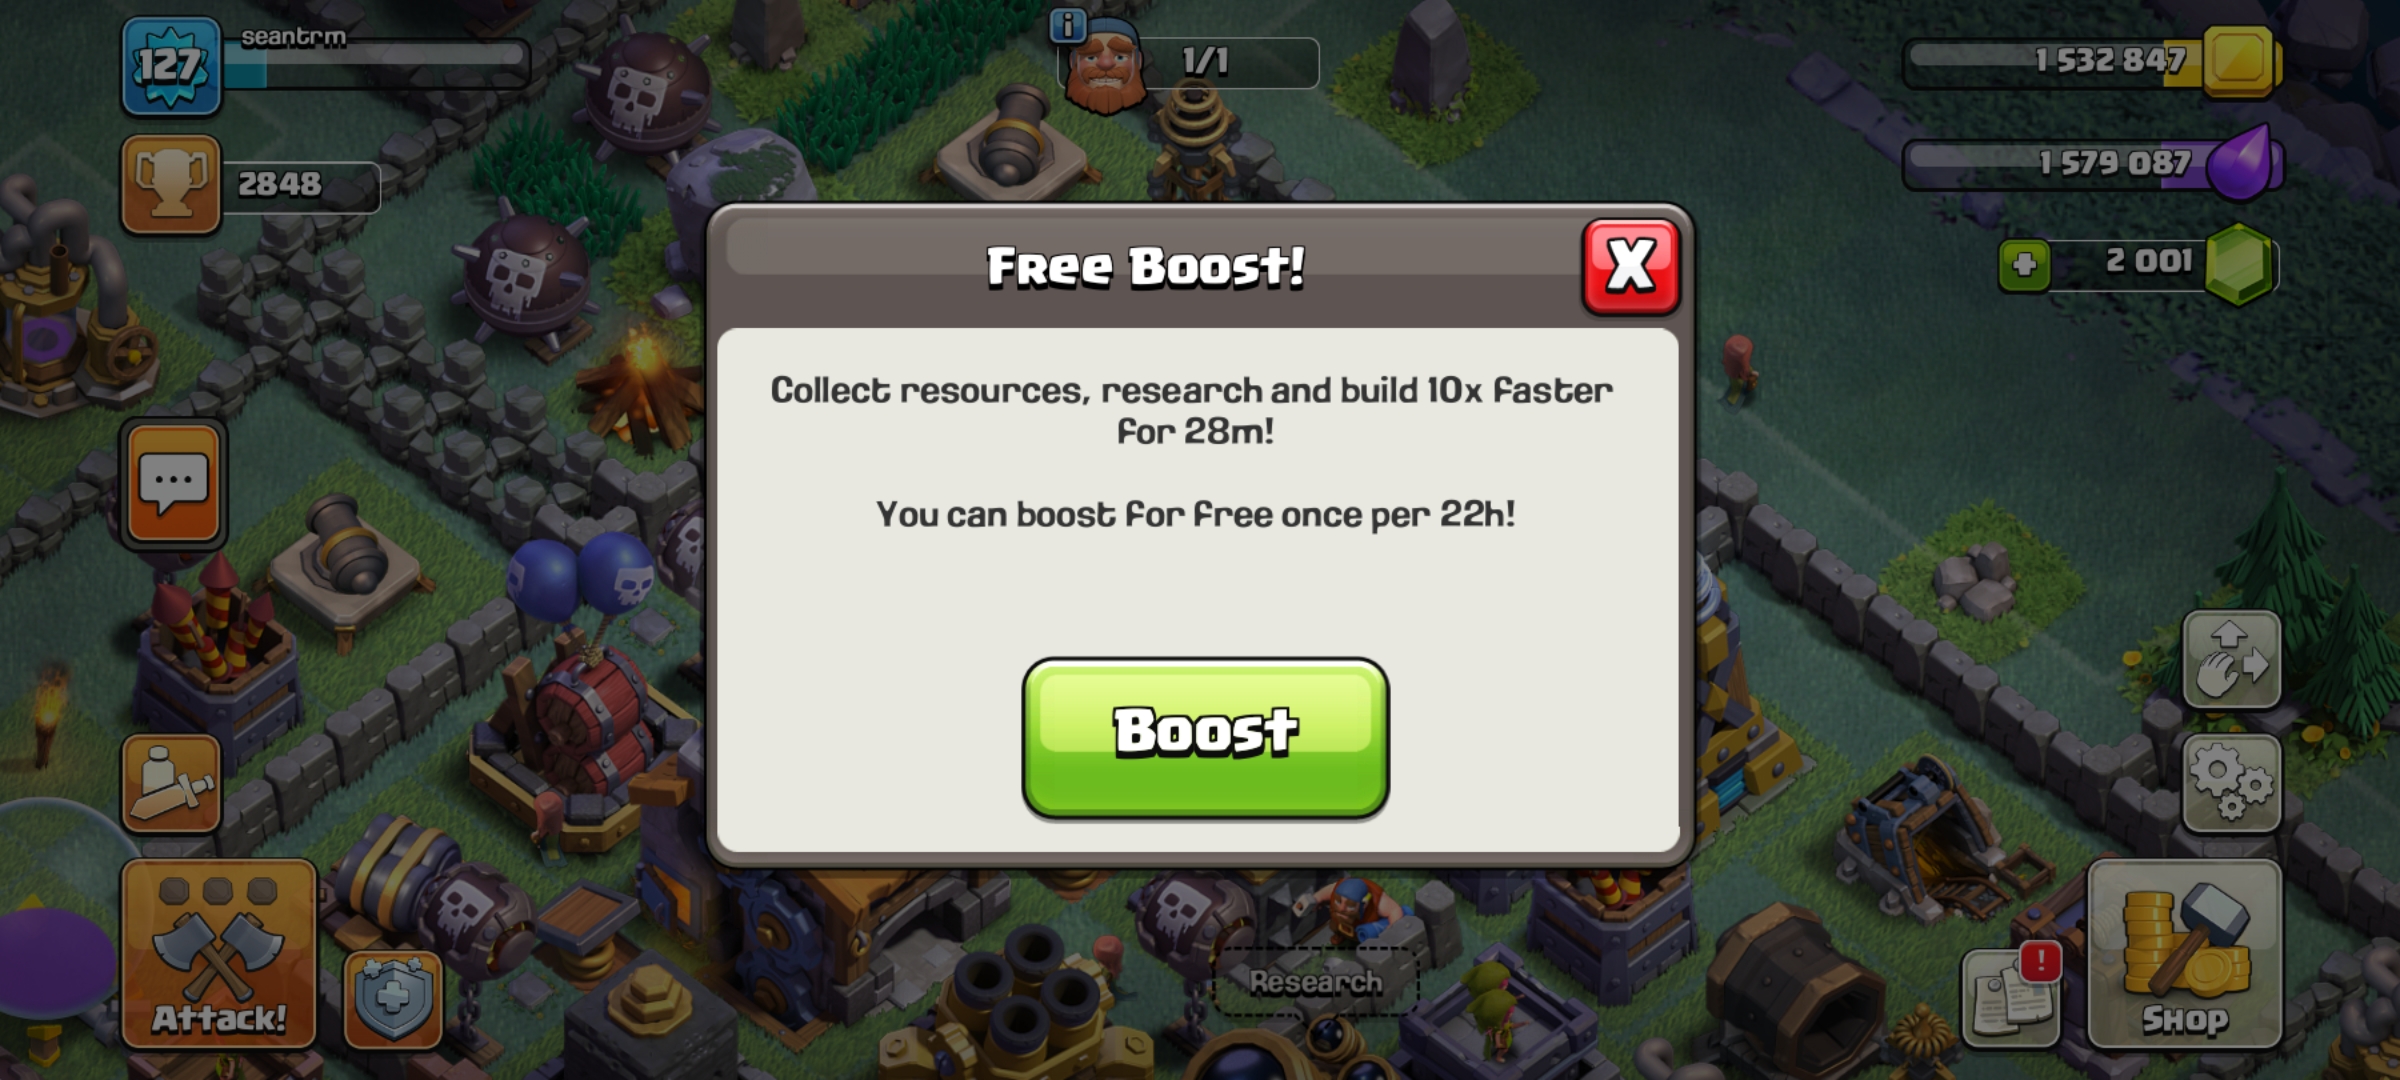 127
seantrm
i
1/1
1 532 847
2848
1 579 087
2 001
Free Boost!
X
Collect resources, research and build 10x faster
for 28m!
You can boost for free once per 22h!
Boost
Research
!
Attack!
Shop